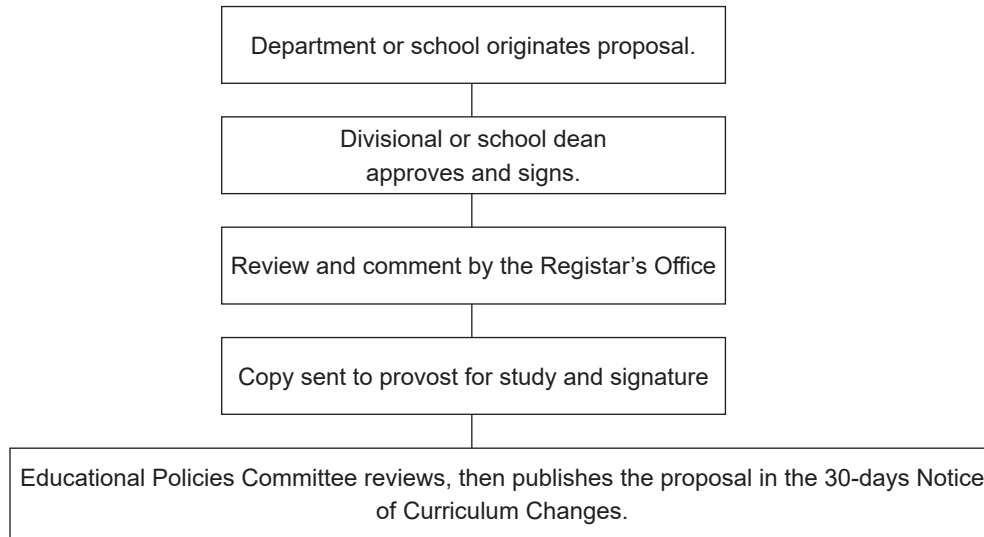 Department or school originates proposal.
Divisional or school dean
approves and signs.
Review and comment by the Registar’s Office
Copy sent to provost for study and signature
Educational Policies Committee reviews, then publishes the proposal in the 30-days Notice
of Curriculum Changes.